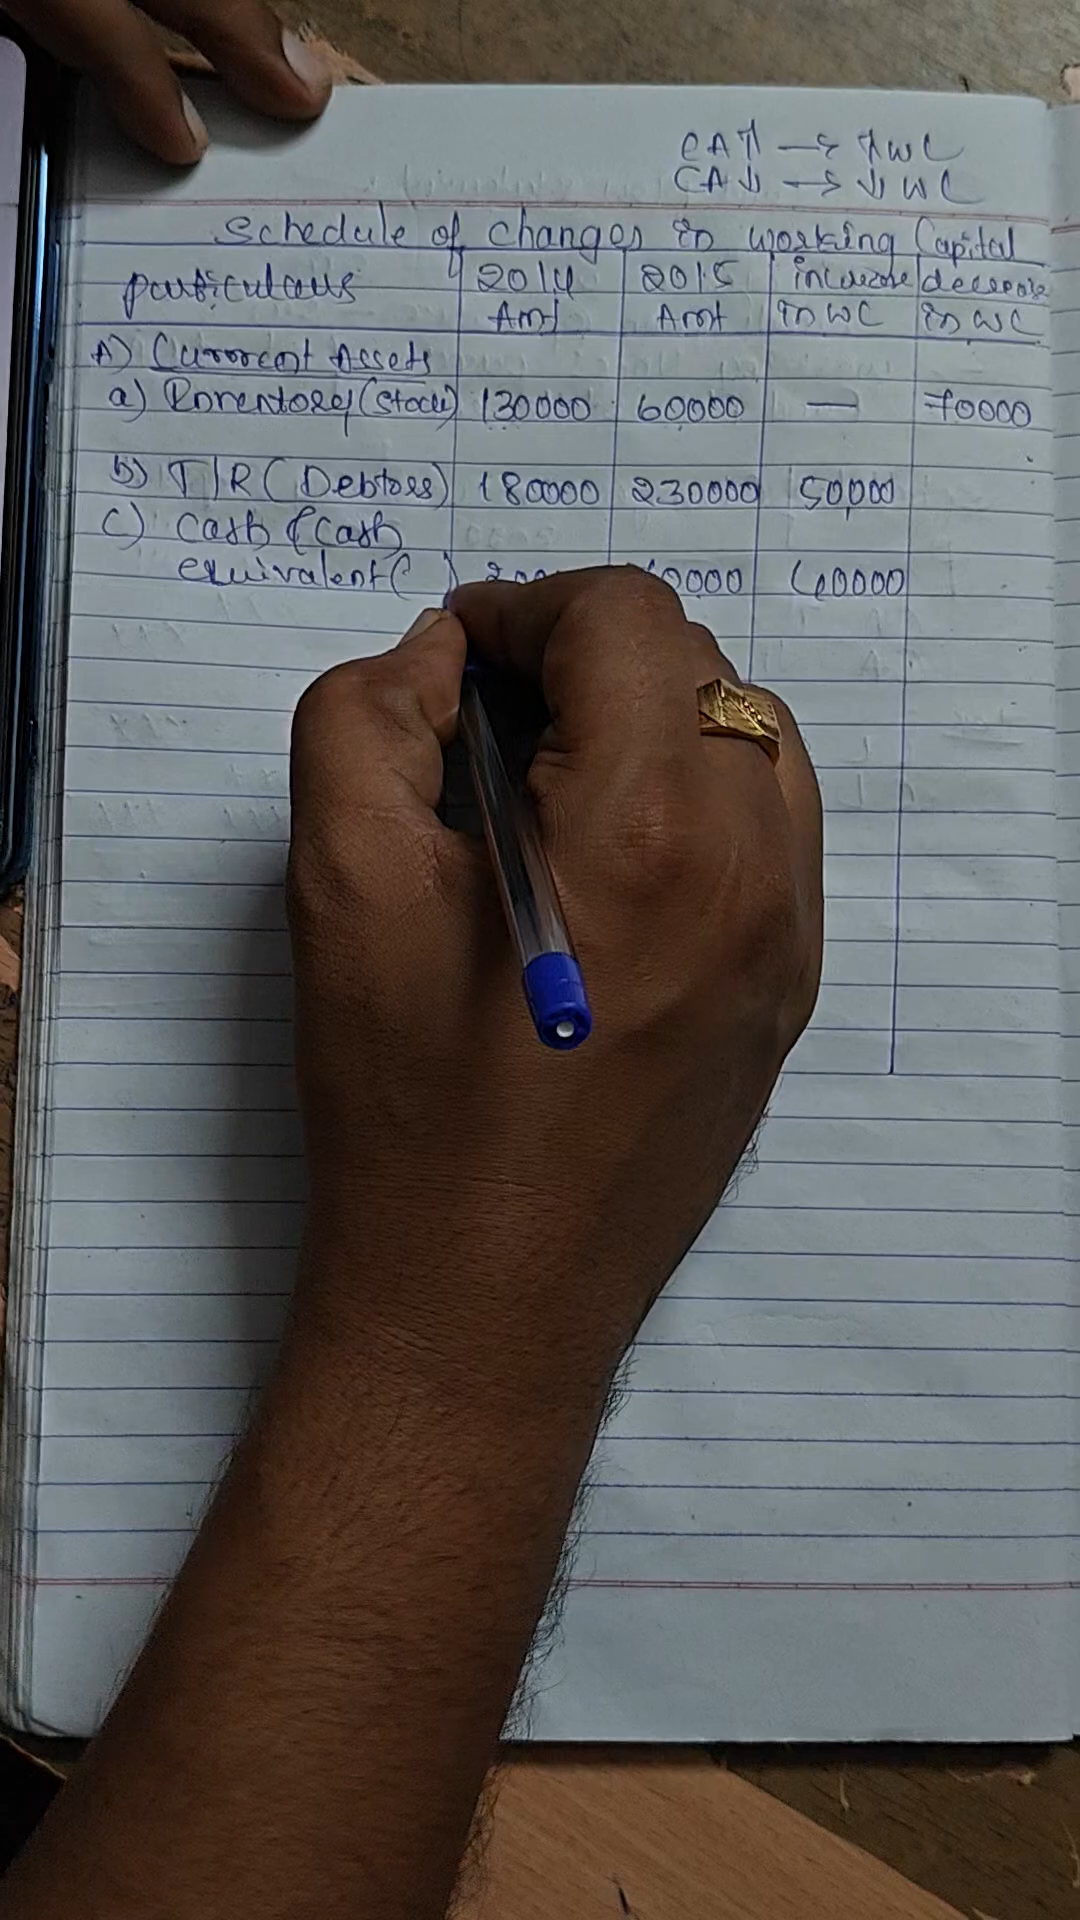 CA↑ → ↑ WC
CA↓ → ↓ WC
Schedule of changes in working Capital
particulars 2014 2015 increase decrease
Amt Amt in WC in WC
A) Current Assets
a) Inventory (Stock) 130000 60000 — 70000
b) T/R (Debtors) 180000 230000 50000
C) Cash & Cash
equivalent ( )